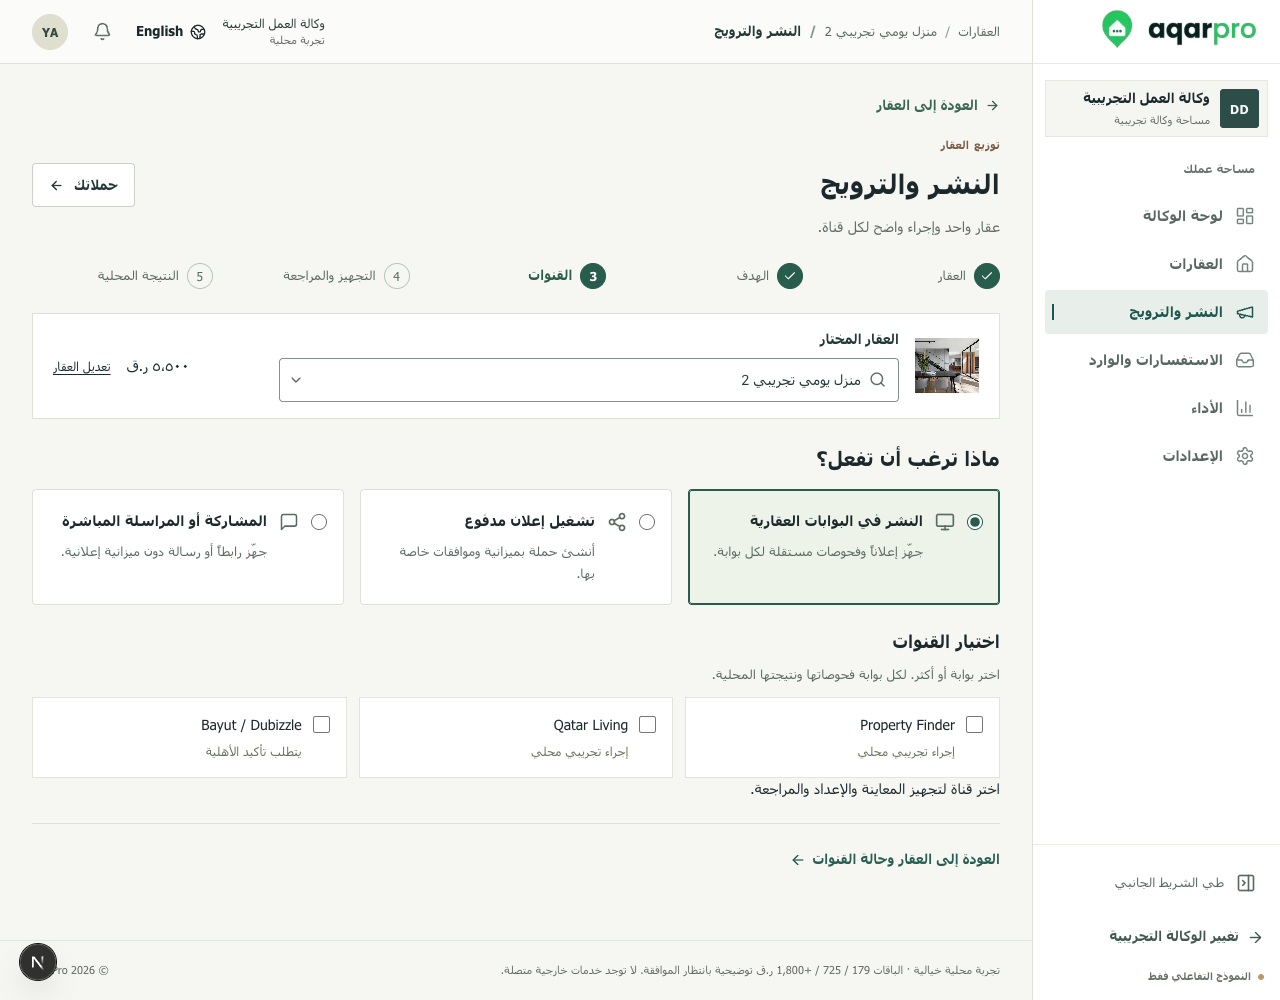 aqarpro
DD
وكالة العمل التجريبية
مساحة وكالة تجريبية
مساحة عملك
لوحة الوكالة
العقارات
النشر والترويج
الاستفسارات والوارد
الأداء
الإعدادات
طي الشريط الجانبي
تغيير الوكالة التجريبية
النموذج التفاعلي فقط
العقارات / منزل يومي تجريبي 2 / النشر والترويج
وكالة العمل التجريبية
تجربة محلية
English
YA
العودة إلى العقار
توزيع العقار
النشر والترويج
حملاتك
عقار واحد وإجراء واضح لكل قناة.
العقار
الهدف
3 القنوات
4 التجهيز والمراجعة
5 النتيجة المحلية
العقار المختار
منزل يومي تجريبي 2
٥،٥٠٠ ر.ق
تعديل العقار
ماذا ترغب أن تفعل؟
النشر في البوابات العقارية
جهّز إعلاناً وفحوصات مستقلة لكل بوابة.
تشغيل إعلان مدفوع
أنشئ حملة بميزانية وموافقات خاصة
بها.
المشاركة أو المراسلة المباشرة
جهّز رابطاً أو رسالة دون ميزانية إعلانية.
اختيار القنوات
اختر بوابة أو أكثر. لكل بوابة فحوصاتها ونتيجتها المحلية.
Property Finder
إجراء تجريبي محلي
Qatar Living
إجراء تجريبي محلي
Bayut / Dubizzle
يتطلب تأكيد الأهلية
اختر قناة لتجهيز المعاينة والإعداد والمراجعة.
العودة إلى العقار وحالة القنوات
تجربة محلية خيالية · الباقات 179 / 725 / 1,800+ ر.ق توضيحية بانتظار الموافقة. لا توجد خدمات خارجية متصلة.
© 2026
N